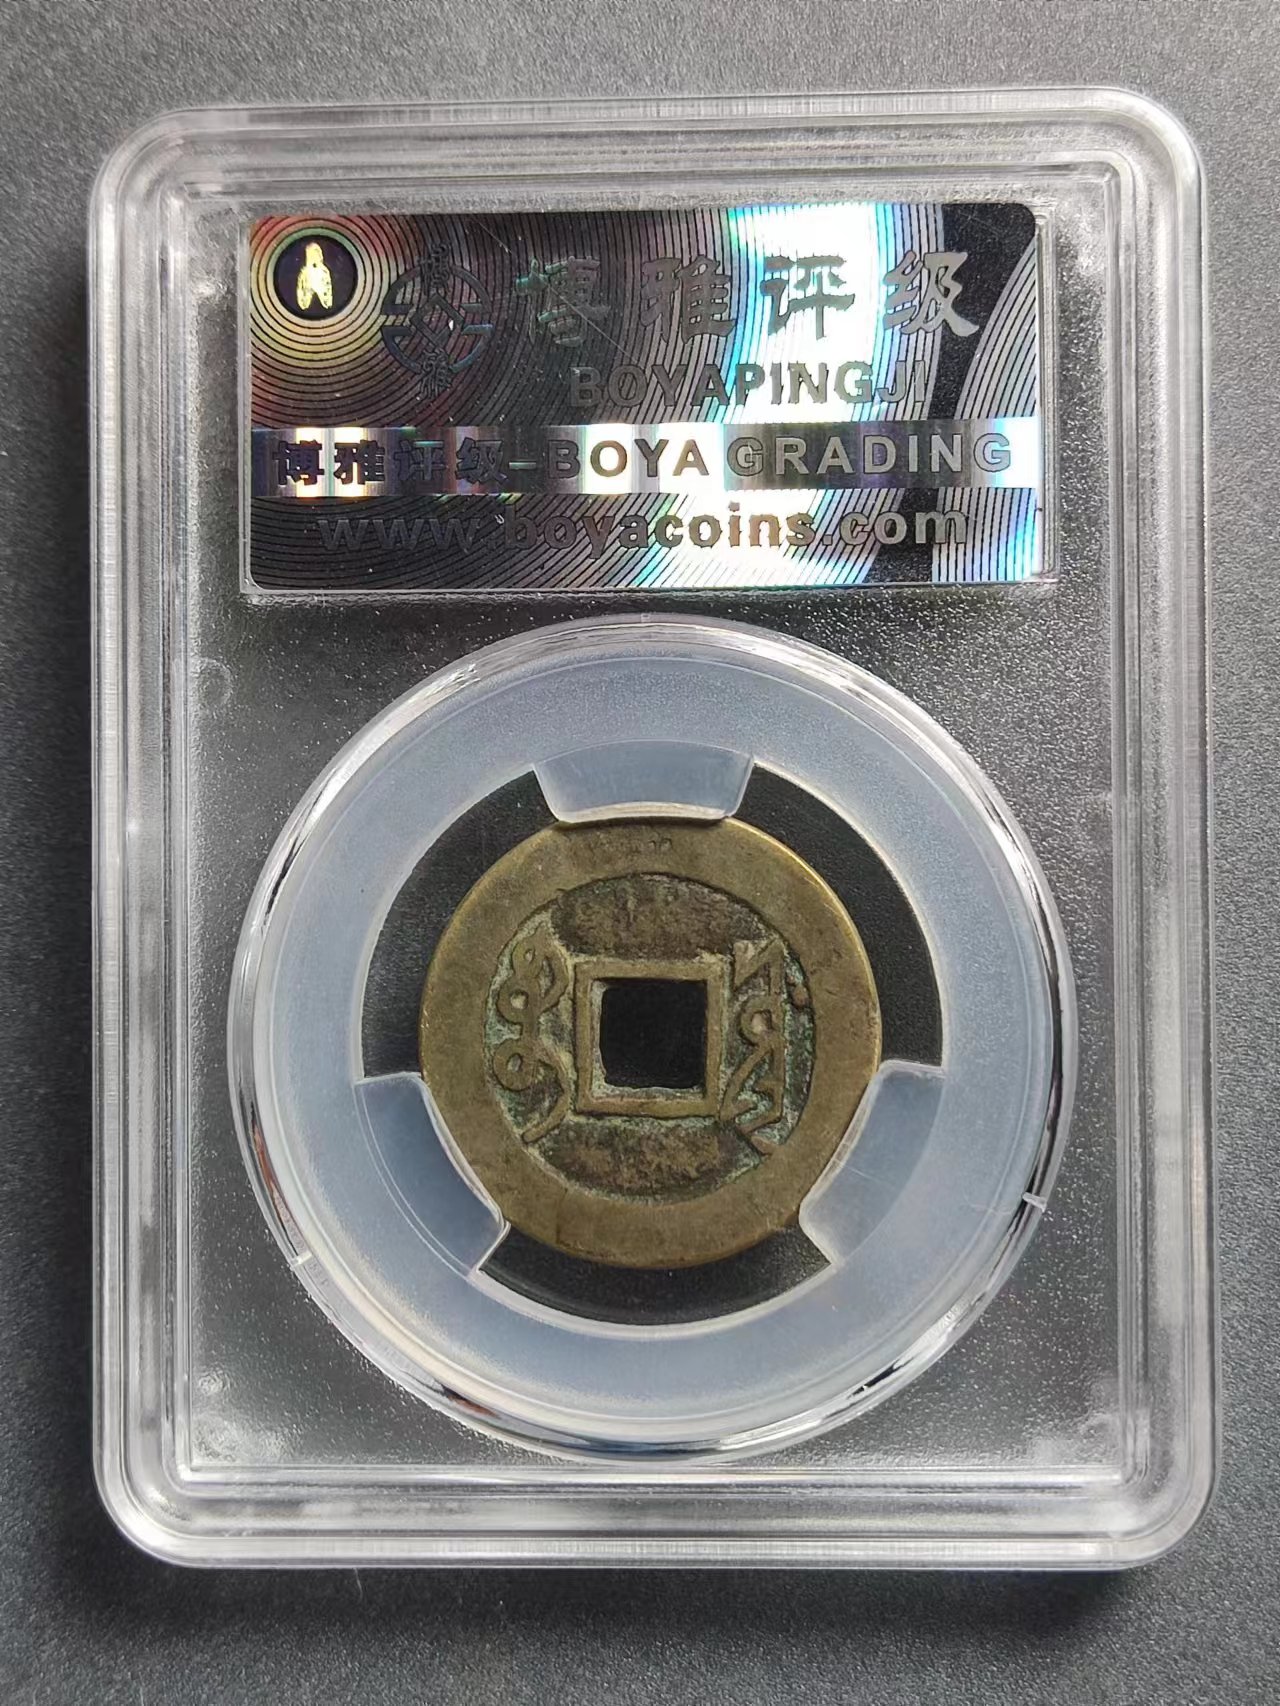 博雅评级
BOYAPINGJI
博雅评级–BOYA GRADING
www.boyacoins.com